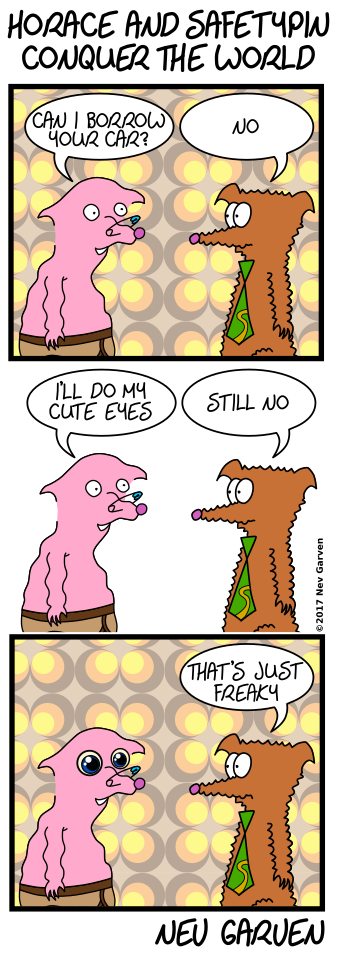 HORACE AND SAFETYPIN
CONQUER THE WORLD
CAN I BORROW
YOUR CAR?
NO
I'LL DO MY
CUTE EYES
STILL NO
©2017 Nev Garven
THAT'S JUST
FREAKY
S
S
S
NEV GARVEN